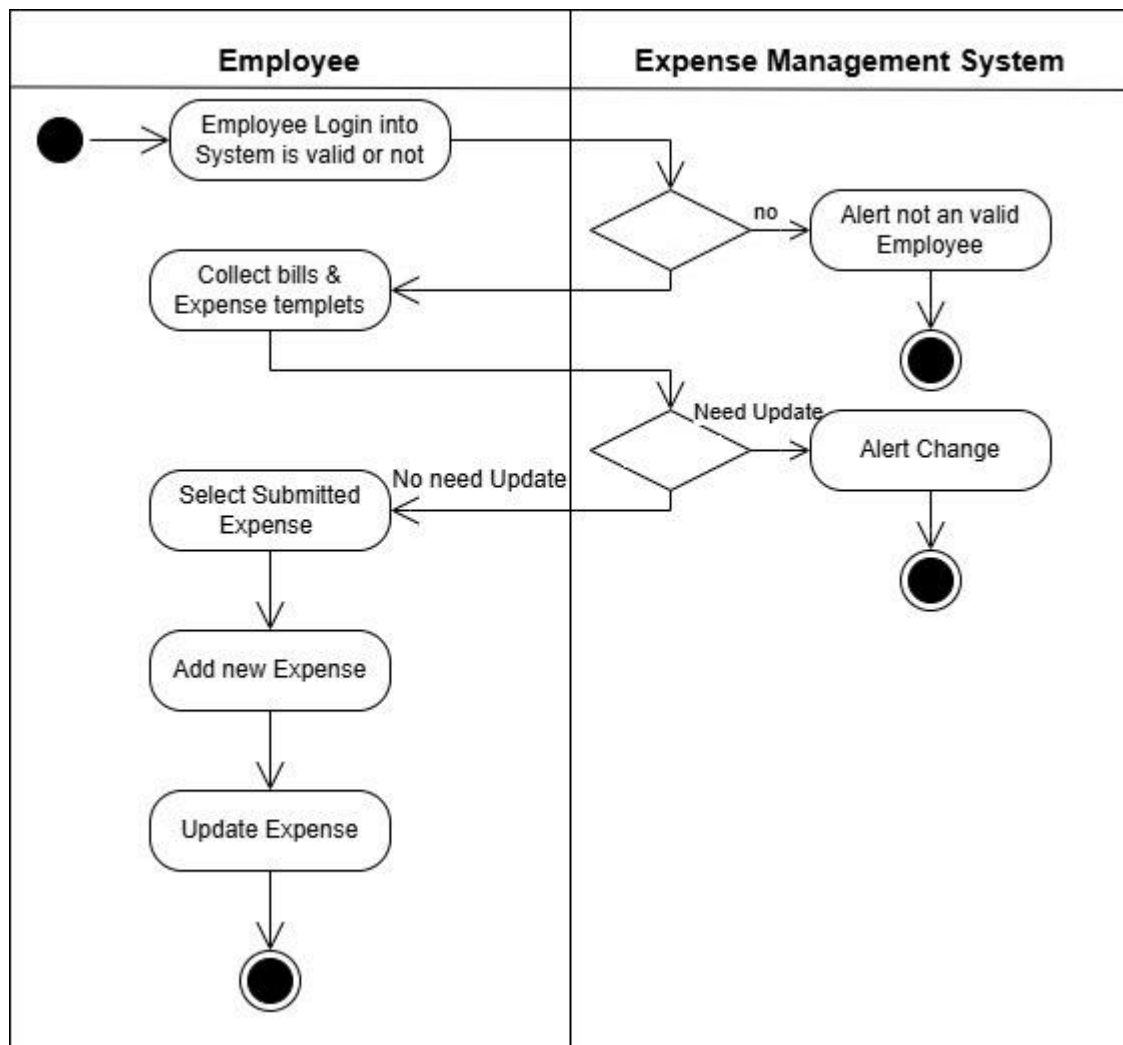 Employee
Expense Management System
Employee Login into
System is valid or not
no
Alert not an valid
Employee
Collect bills &
Expense templets
Need Update
Alert Change
No need Update
Select Submitted
Expense
Add new Expense
Update Expense